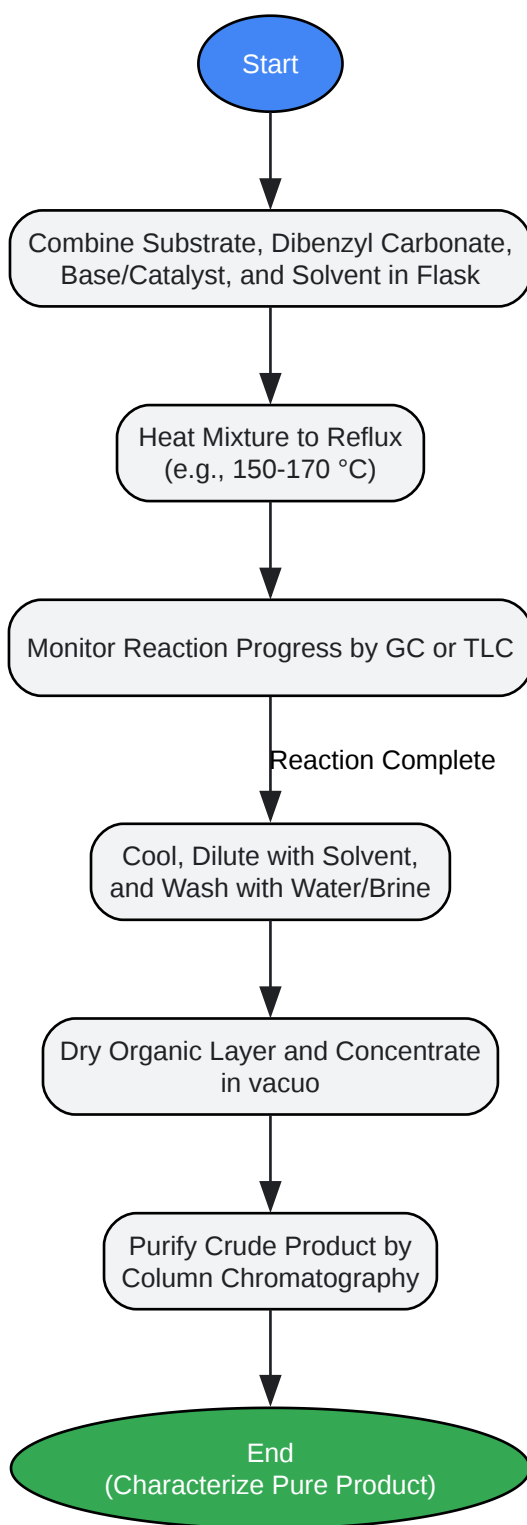 Start
Combine Substrate, Dibenzyl Carbonate,
Base/Catalyst, and Solvent in Flask
Heat Mixture to Reflux
(e.g., 150-170 °C)
Monitor Reaction Progress by GC or TLC
Reaction Complete
Cool, Dilute with Solvent,
and Wash with Water/Brine
Dry Organic Layer and Concentrate
in vacuo
Purify Crude Product by
Column Chromatography
End
(Characterize Pure Product)